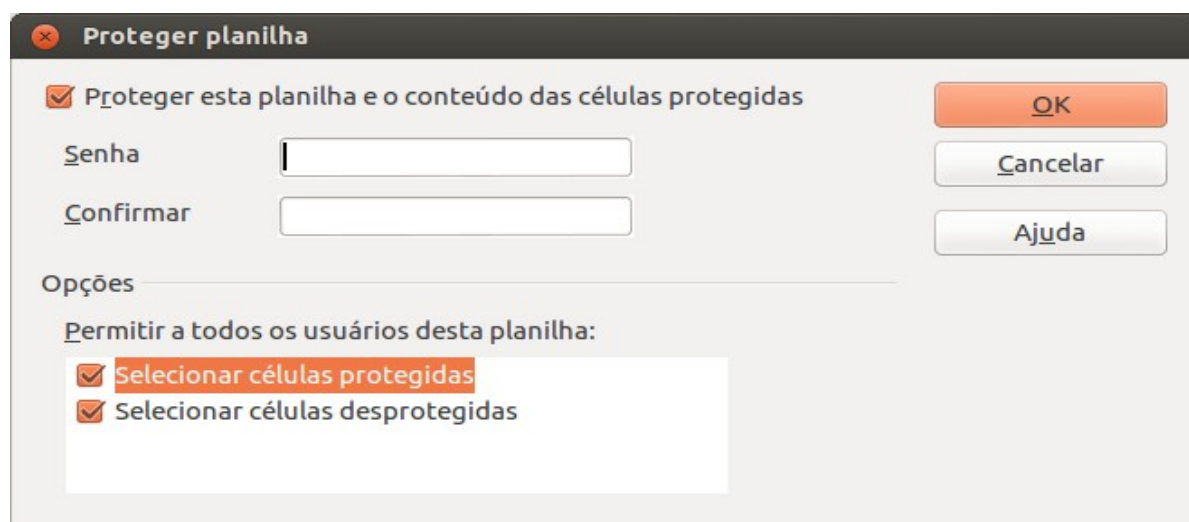 Proteger planilha
Proteger esta planilha e o conteúdo das células protegidas
OK
Senha
Cancelar
Confirmar
Ajuda
Opções
Permitir a todos os usuários desta planilha:
Selecionar células protegidas
Selecionar células desprotegidas